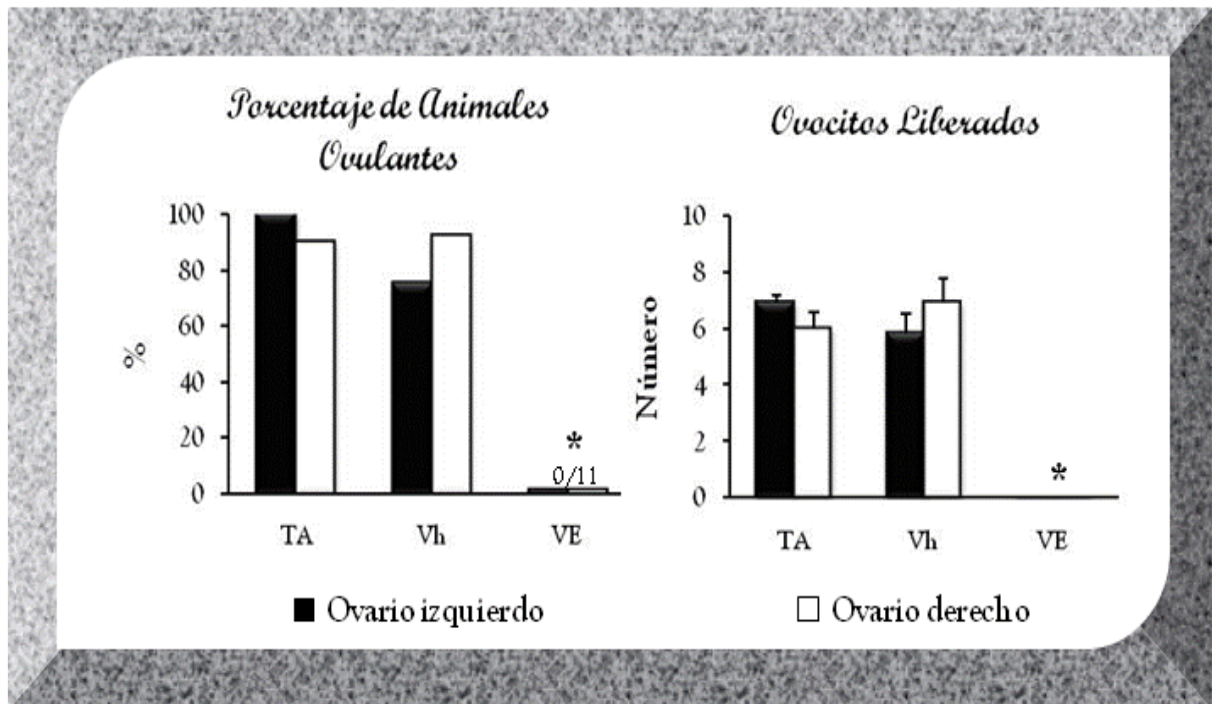 Porcentaje de Animales
Ovulantes
%
100
80
60
40
20
0
*
0/11
TA
Vh
VE
Ovocitos Liberados
Número
10
8
6
4
2
0
*
TA
Vh
VE
Ovario izquierdo
Ovario derecho